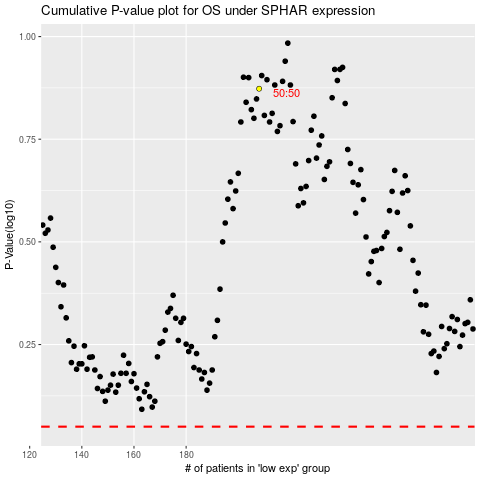 Cumulative P-value plot for OS under SPHAR expression
P-Value(log10)
1.00
0.75
0.50
0.25
50:50
120 140 160 180
# of patients in 'low exp' group